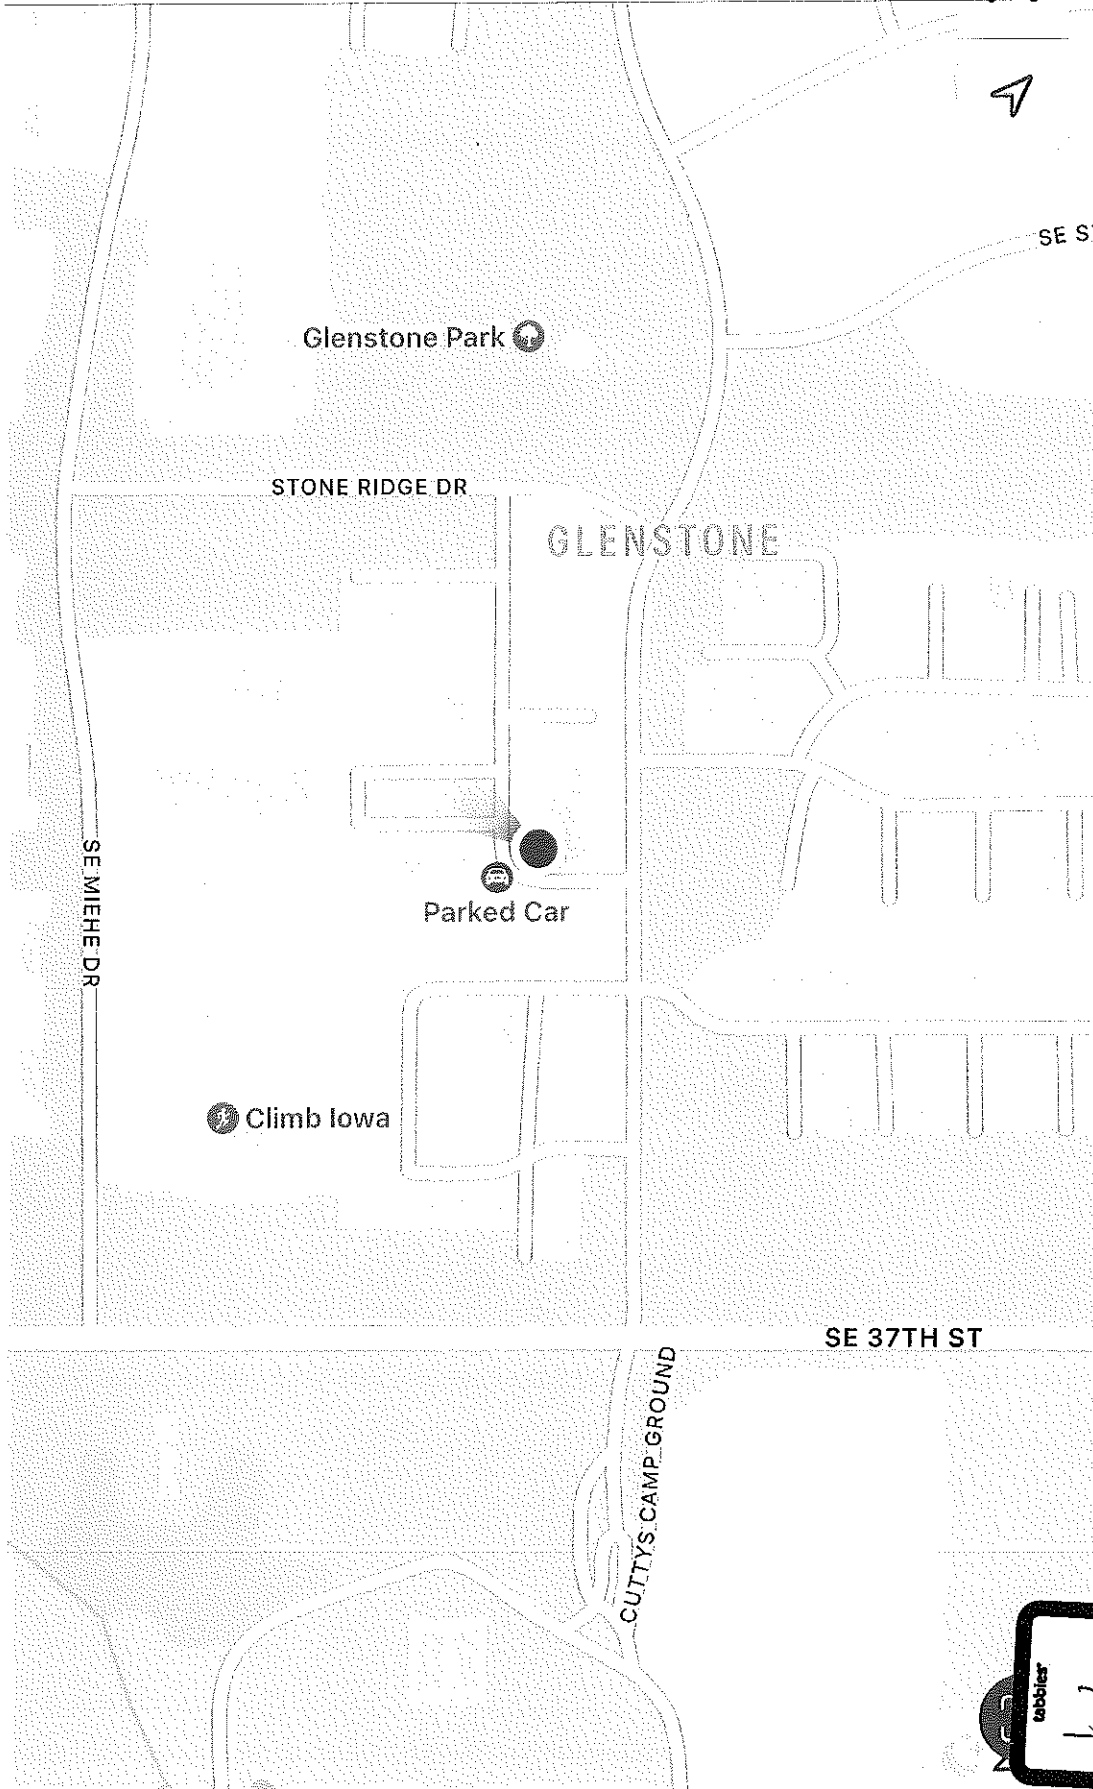 SE
Glenstone Park
STONE RIDGE DR
GLENSTONE
SE MIEHE DR
Parked Car
Climb Iowa
SE 37TH ST
CUTTYS CAMP GROUND
tabbies